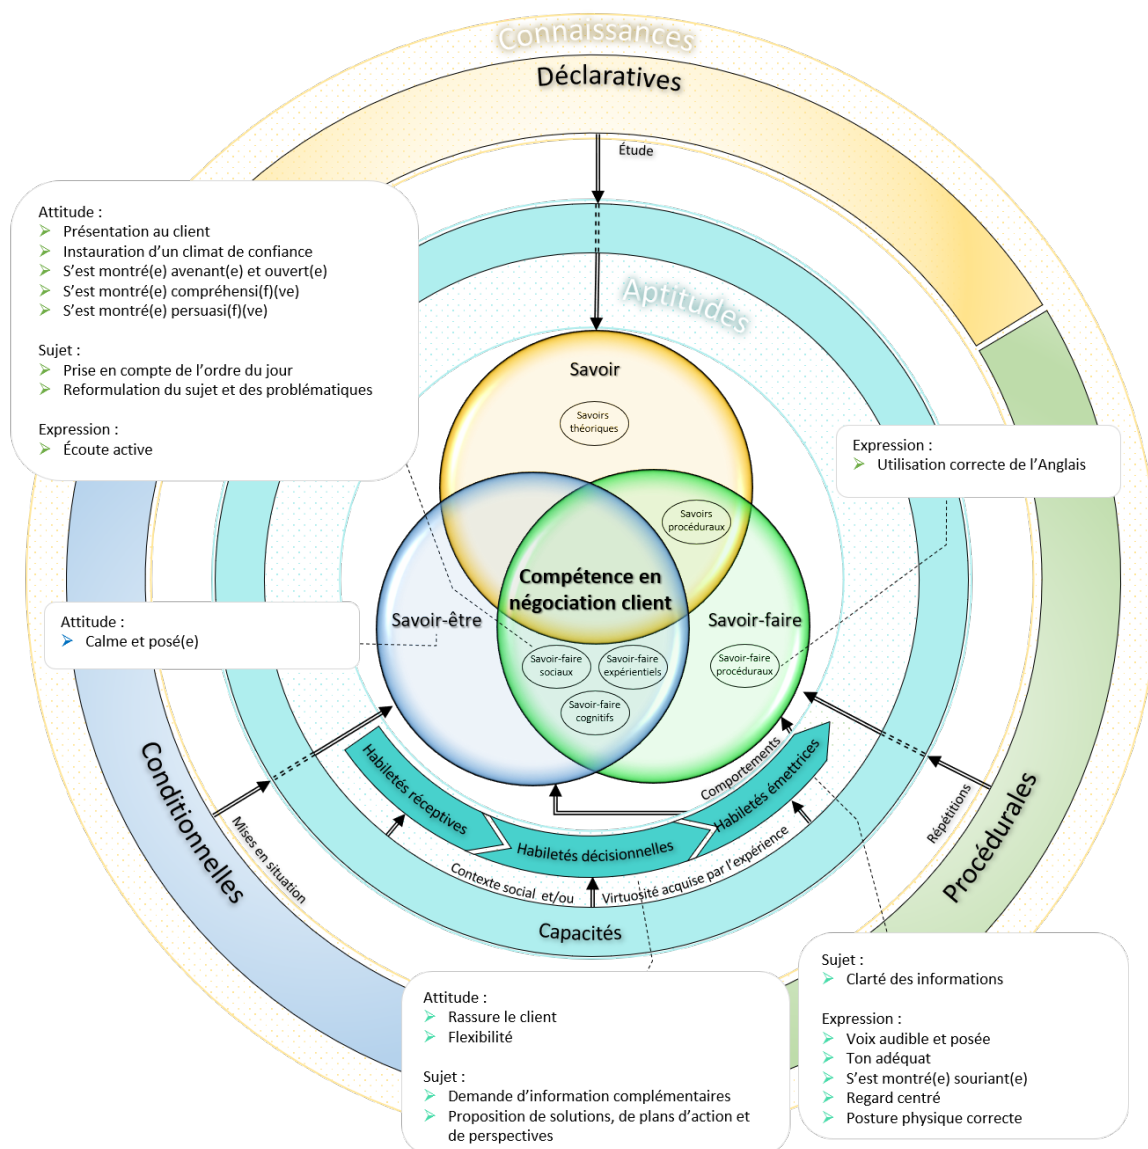 Connaissances
Déclaratives
Étude
Attitude :
Présentation au client
Instauration d'un climat de confiance
S'est montré(e) avenant(e) et ouvert(e)
S'est montré(e) compréhensi(f)(ve)
S'est montré(e) persuasi(f)(ve)
Sujet :
Prise en compte de l'ordre du jour
Reformulation du sujet et des problématiques
Expression :
Écoute active
Aptitudes
Savoir
Savoirs
théoriques
Expression :
Utilisation correcte de l'Anglais
Savoirs
procéduraux
Compétence en
négociation client
Attitude :
Calme et posé(e)
Savoir-être
Savoir-faire
Savoir-faire
sociaux
Savoir-faire
expérientiels
Savoir-faire
procéduraux
Savoir-faire
cognitifs
Conditionnelles
Mises en situation
Habiletés réceptives
Habiletés décisionnelles
Habiletés émettrices
Comportements
Contexte social et/ou
Virtuosité acquise par l'expérience
Répétitions
Procédurales
Capacités
Attitude :
Rassure le client
Flexibilité
Sujet :
Demande d'information complémentaires
Proposition de solutions, de plans d'action et
de perspectives
Sujet :
Clarté des informations
Expression :
Voix audible et posée
Ton adéquat
S'est montré(e) souriant(e)
Regard centré
Posture physique correcte